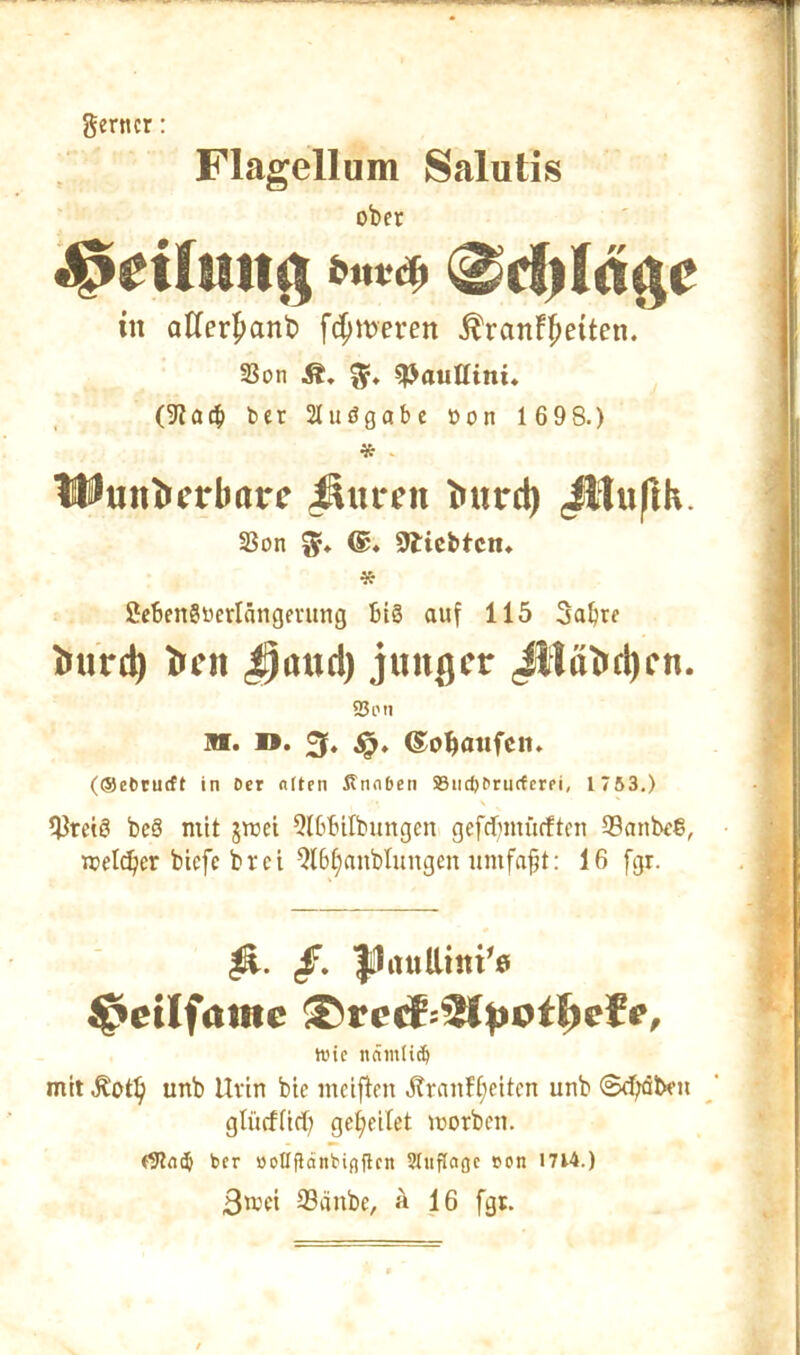 Ferner:
Flagellum Salutis
oder
Heilung durch Schläge
in allerhand schweren Krankheiten.
Von K. F. Paullini.
(Nach der Ausgabe von 1698.)
*
Wunderbare Kuren durch Musik.
Von F. E. Niedten.
*
Lebensverlängerung bis auf 115 Jahre
durch den Hauch junger Mädchen.
Von
M. D. J. H. Cohausen.
(Gedruckt in der alten Knaben Buchdruckerei, 1753.)
Preis des mit zwei Abbildungen geschmückten Bandes,
welcher diese drei Abhandlungen umfaßt: 16 sgr.
K. F. Paullini's
Heilsame Dreck-Apotheke,
wie nämlich
mit Koth und Urin die meisten Krankheiten und Schäden
glücklich geheilet worden.
(Nach der vollständigsten Auflage von 1714.)
Zwei Bände, à 16 sgr.